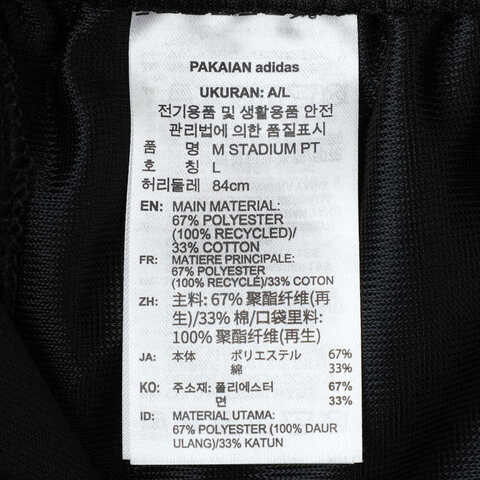 PAKAIAN adidas
UKURAN: A/L
전기용품 및 생활용품 안전
관리법에 의한 품질표시
품 명 M STADIUM PT
호 칭 L
허리둘레 84cm
EN: MAIN MATERIAL:
67% POLYESTER
(100% RECYCLED)/
33% COTTON
FR: MATIERE PRINCIPALE:
67% POLYESTER
(100% RECYCLÉ)/33% COTON
ZH: 主料: 67% 聚酯纤维(再
生)/33% 棉/口袋里料:
100% 聚酯纤维(再生)
JA: 本体 ポリエステル 67%
綿 33%
KO: 주소재: 폴리에스터 67%
면 33%
ID: MATERIAL UTAMA:
67% POLYESTER (100% DAUR
ULANG)/33% KATUN